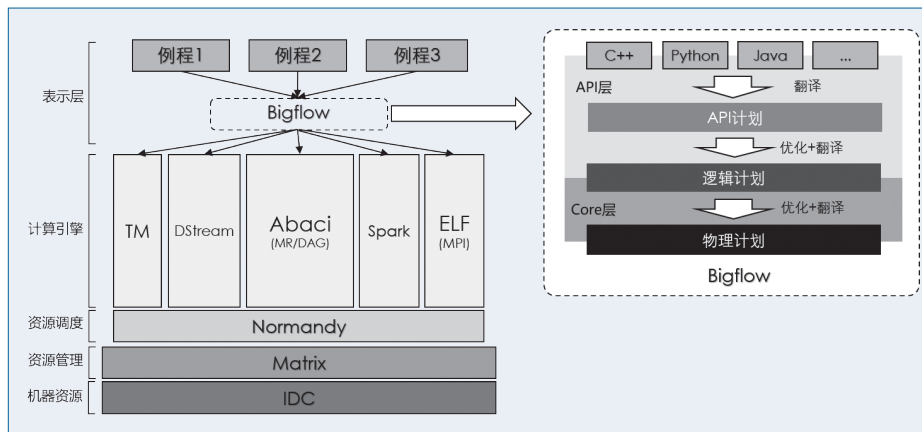 表示层
例程1
例程2
例程3
Bigflow
计算引擎
TM
DStream
Abaci
(MR/DAG)
Spark
ELF
(MPI)
资源调度
Normandy
资源管理
Matrix
机器资源
IDC
C++
Python
Java
...
API层
翻译
API计划
优化+翻译
逻辑计划
Core层
优化+翻译
物理计划
Bigflow